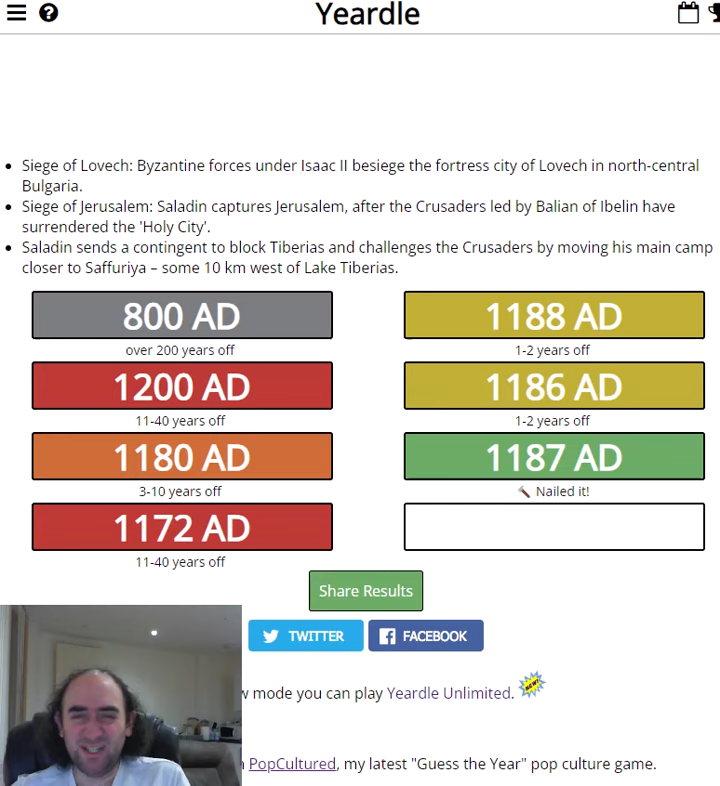 Yeardle
• Siege of Lovech: Byzantine forces under Isaac II besiege the fortress city of Lovech in north-central
Bulgaria.
• Siege of Jerusalem: Saladin captures Jerusalem, after the Crusaders led by Balian of Ibelin have
surrendered the 'Holy City'.
• Saladin sends a contingent to block Tiberias and challenges the Crusaders by moving his main camp
closer to Saffuriya – some 10 km west of Lake Tiberias.
800 AD
over 200 years off
1200 AD
11-40 years off
1180 AD
3-10 years off
1172 AD
11-40 years off
1188 AD
1-2 years off
1186 AD
1-2 years off
1187 AD
Nailed it!
Share Results
TWITTER
FACEBOOK
mode you can play Yeardle Unlimited. NEW!
PopCultured, my latest "Guess the Year" pop culture game.